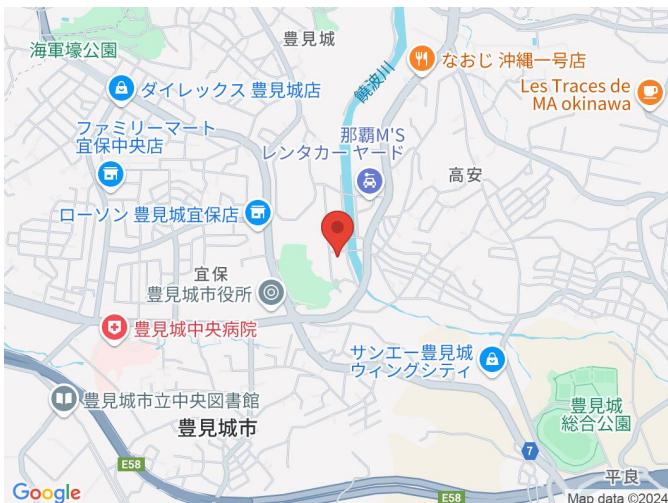 海軍壕公園
豊見城
なおじ 沖縄一号店
ダイレックス 豊見城店
饒波川
Les Traces de
MA okinawa
ファミリーマート
宜保中央店
那覇M'S
レンタカー ヤード
高安
ローソン 豊見城宜保店
宜保
豊見城市役所
豊見城中央病院
サンエー豊見城
ウィングシティ
豊見城市立中央図書館
豊見城
総合公園
豊見城市
7
平良
E58
E58
Google
Map data ©2024